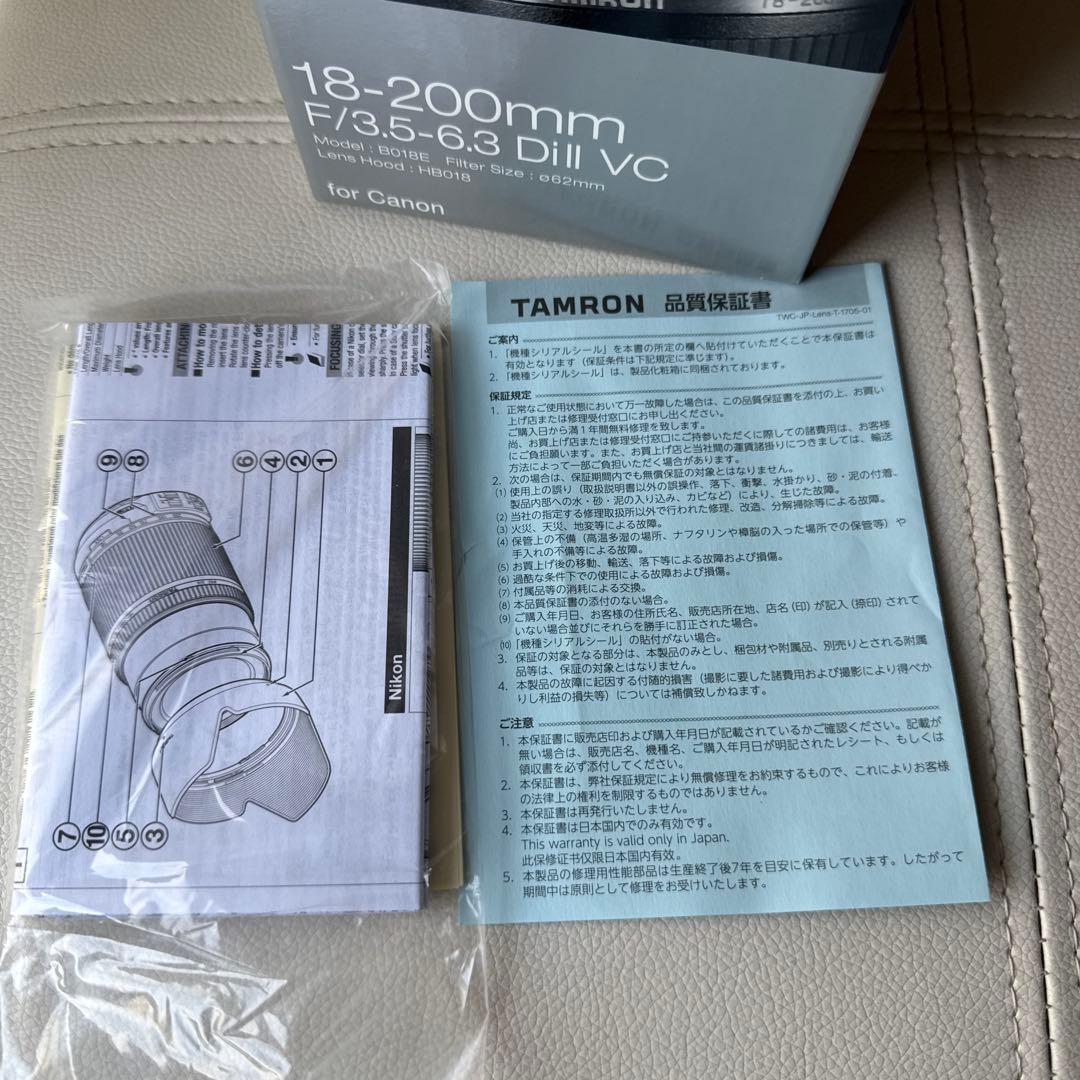 TAMRON
18-200mm
F/3.5-6.3 DiII VC
Model : B018E Filter Size : ø62mm
Lens Hood : HB018
for Canon
TAMRON 品質保証書
TWC-JP-Lens-T-1705-01
ご案内
1. 「機種シリアルシール」を本書の所定の欄へ貼付けていただくことで本保証書は
有効となります(保証条件は下記規定に準じます)。
2. 「機種シリアルシール」は、製品化粧箱に同梱されております。
保証規定
1. 正常なご使用状態において万一故障した場合は、この品質保証書を添付の上、お買い
上げ店または修理受付窓口にお申し出ください。
ご購入日から満1年間無料修理を致します。
尚、お買上げ店または修理受付窓口にご持参いただくに際しての諸費用は、お客様
にご負担願います。また、お買上げ店と当社間の運賃諸掛りにつきましては、輸送
方法によって一部ご負担いただく場合があります。
2. 次の場合は、保証期間内でも無償保証の対象とはなりません。
(1) 使用上の誤り(取扱説明書以外の誤操作、落下、衝撃、水掛かり、砂・泥の付着、
製品内部への水・砂・泥の入り込み、カビなど)により、生じた故障。
(2) 当社の指定する修理取扱所以外で行われた修理、改造、分解掃除等による故障。
(3) 火災、天災、地変等による故障。
(4) 保管上の不備(高温多湿の場所、ナフタリンや樟脳の入った場所での保管等)や
手入れの不備等による故障。
(5) お買上げ後の移動、輸送、落下等による故障および損傷。
(6) 過酷な条件下での使用による故障および損傷。
(7) 付属品等の消耗による交換。
(8) 本品質保証書の添付のない場合。
(9) ご購入年月日、お客様の住所氏名、販売店所在地、店名(印)が記入(捺印)されて
いない場合並びにそれらを勝手に訂正された場合。
(10) 「機種シリアルシール」の貼付がない場合。
3. 保証の対象となる部分は、本製品のみとし、梱包材や附属品、別売りとされる附属
品等は、保証の対象とはなりません。
4. 本製品の故障に起因する付随的損害(撮影に要した諸費用および撮影により得べか
りし利益の損失等)については補償致しかねます。
ご注意
1. 本保証書に販売店印および購入年月日が記載されているかご確認ください。記載が
無い場合は、販売店名、機種名、ご購入年月日が明記されたレシート、もしくは
領収書を必ず添付してください。
2. 本保証書は、弊社保証規定により無償修理をお約束するもので、これによりお客様
の法律上の権利を制限するものではありません。
3. 本保証書は再発行いたしません。
4. 本保証書は日本国内でのみ有効です。
This warranty is valid only in Japan.
此保修证书仅限日本国内有效。
5. 本製品の修理用性能部品は生産終了後7年を目安に保有しています。したがって
期間中は原則として修理をお受けいたします。
Nikon
① ② ④ ⑥ ⑧ ⑨
③ ⑤ ⑩ ⑦
FOCUSING